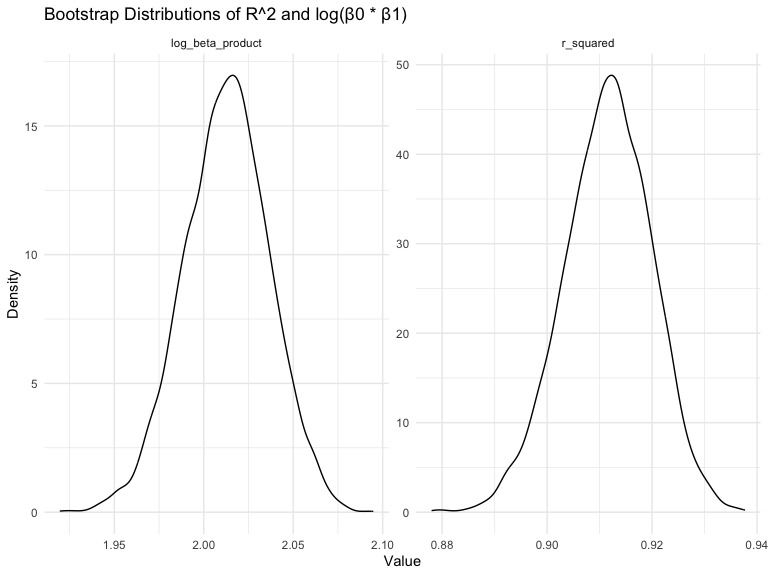 Bootstrap Distributions of R^2 and log(β0 * β1)
log_beta_product
r_squared
Density
15
10
5
0
50
40
30
20
10
0
1.95 2.00 2.05 2.10
0.88 0.90 0.92 0.94
Value